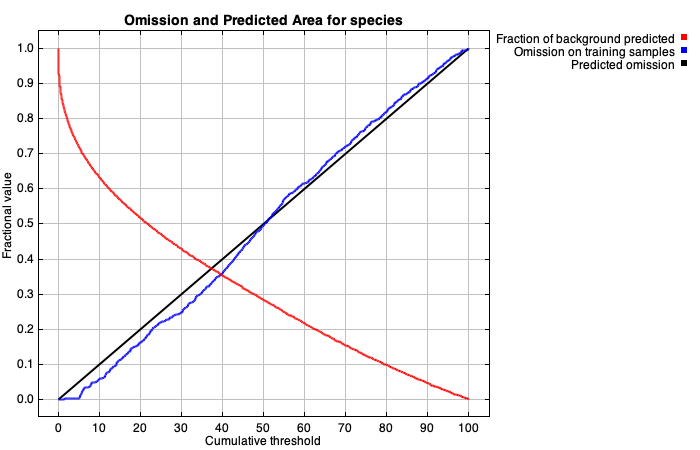 Omission and Predicted Area for species
Fraction of background predicted
Omission on training samples
Predicted omission
Fractional value
1.0
0.9
0.8
0.7
0.6
0.5
0.4
0.3
0.2
0.1
0.0
0 10 20 30 40 50 60 70 80 90 100
Cumulative threshold